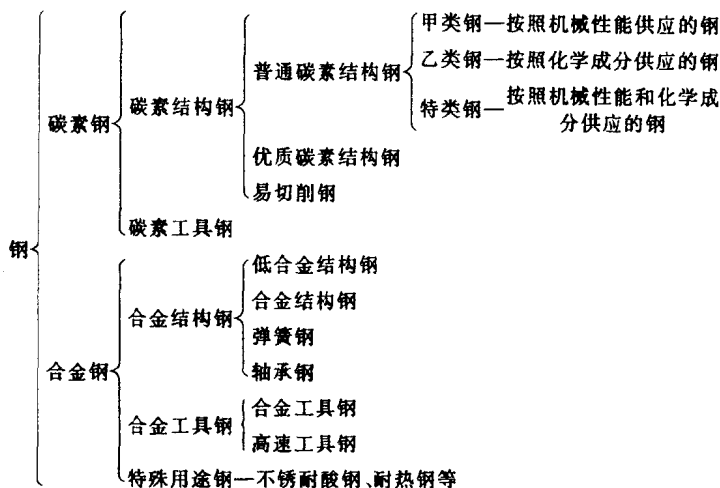 甲类钢—按照机械性能供应的钢
普通碳素结构钢
乙类钢—按照化学成分供应的钢
碳素结构钢
特类钢—按照机械性能和化学成
分供应的钢
碳素钢
优质碳素结构钢
易切削钢
碳素工具钢
钢
低合金结构钢
合金结构钢
合金结构钢
弹簧钢
轴承钢
合金钢
合金工具钢
合金工具钢
高速工具钢
特殊用途钢—不锈耐酸钢、耐热钢等